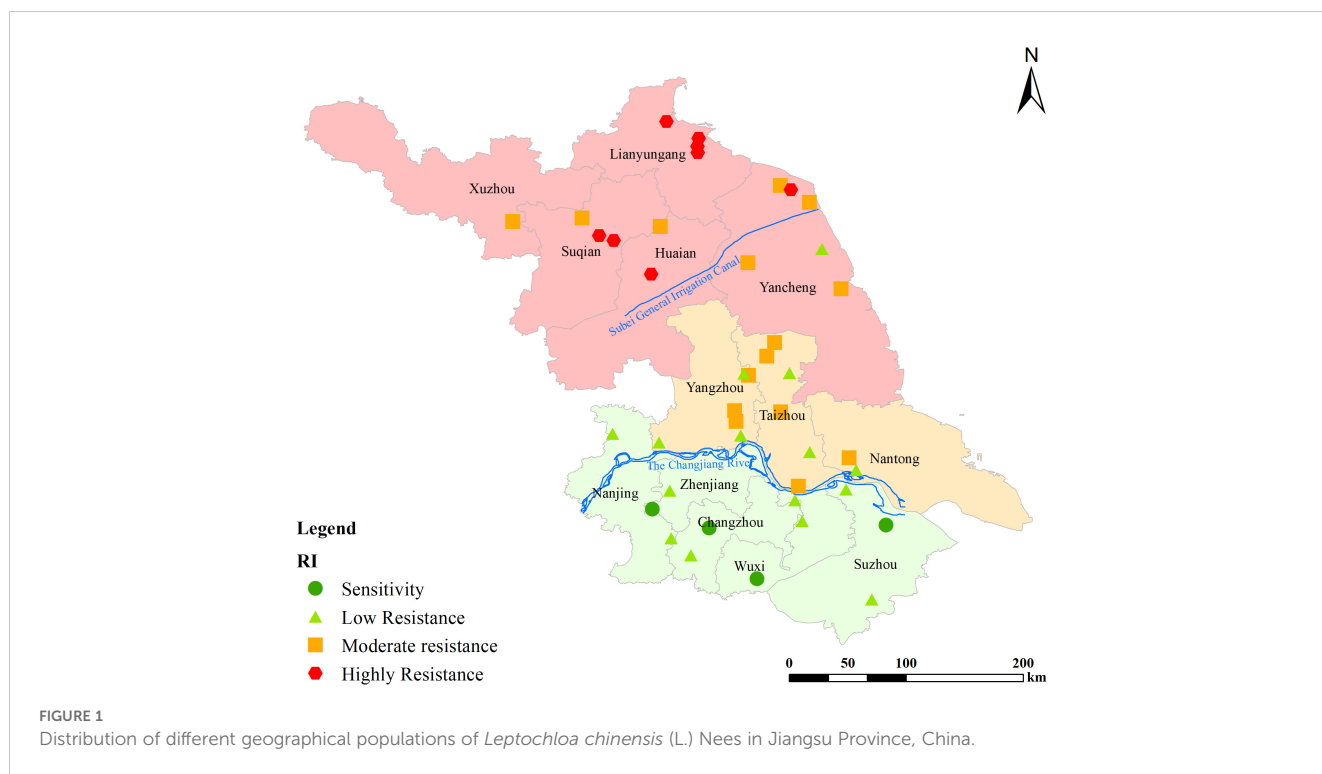 N
Lianyungang
Xuzhou
Suqian
Huaian
Subei General Irrigation Canal
Yancheng
Yangzhou
Taizhou
Nantong
The Changjiang River
Zhenjiang
Nanjing
Changzhou
Wuxi
Suzhou
Legend
RI
Sensitivity
Low Resistance
Moderate resistance
Highly Resistance
0 50 100 200
km
FIGURE 1
Distribution of different geographical populations of Leptochloa chinensis (L.) Nees in Jiangsu Province, China.